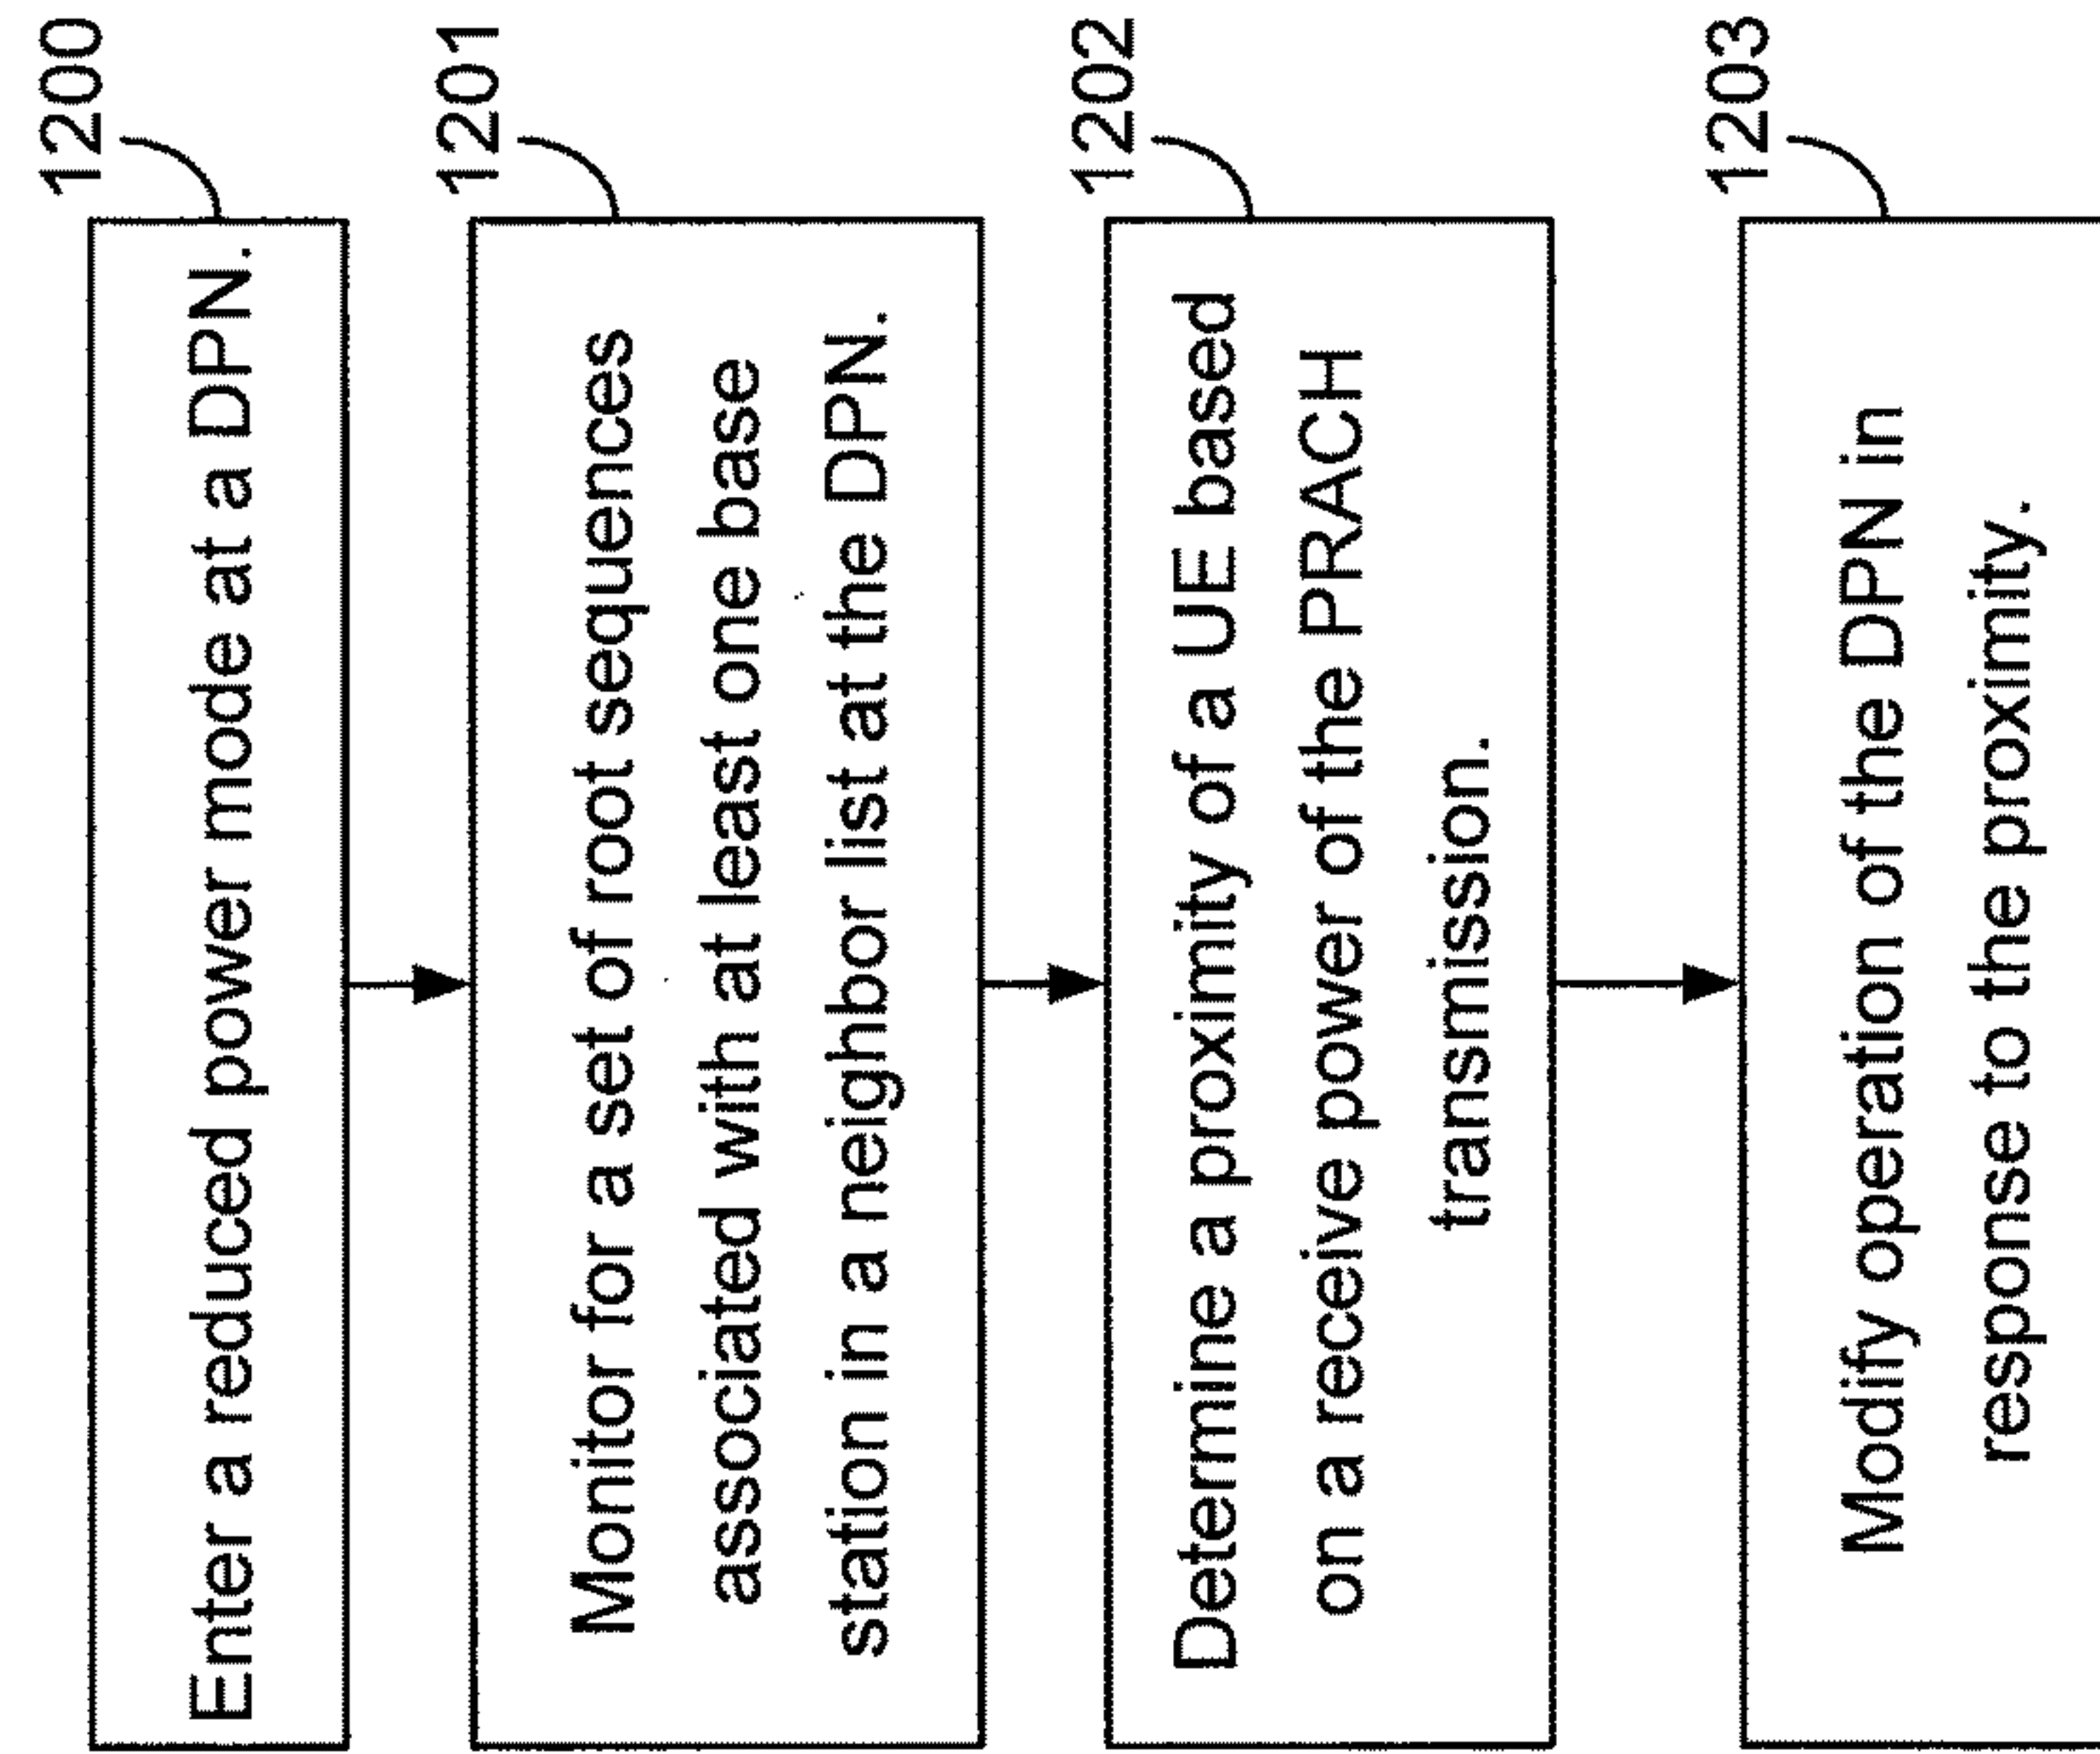 1200
Enter a reduced power mode at a DPN.
1201
Monitor for a set of root sequences
associated with at least one base
station in a neighbor list at the DPN.
1202
Determine a proximity of a UE based
on a receive power of the PRACH
transmission.
1203
Modify operation of the DPN in
response to the proximity.